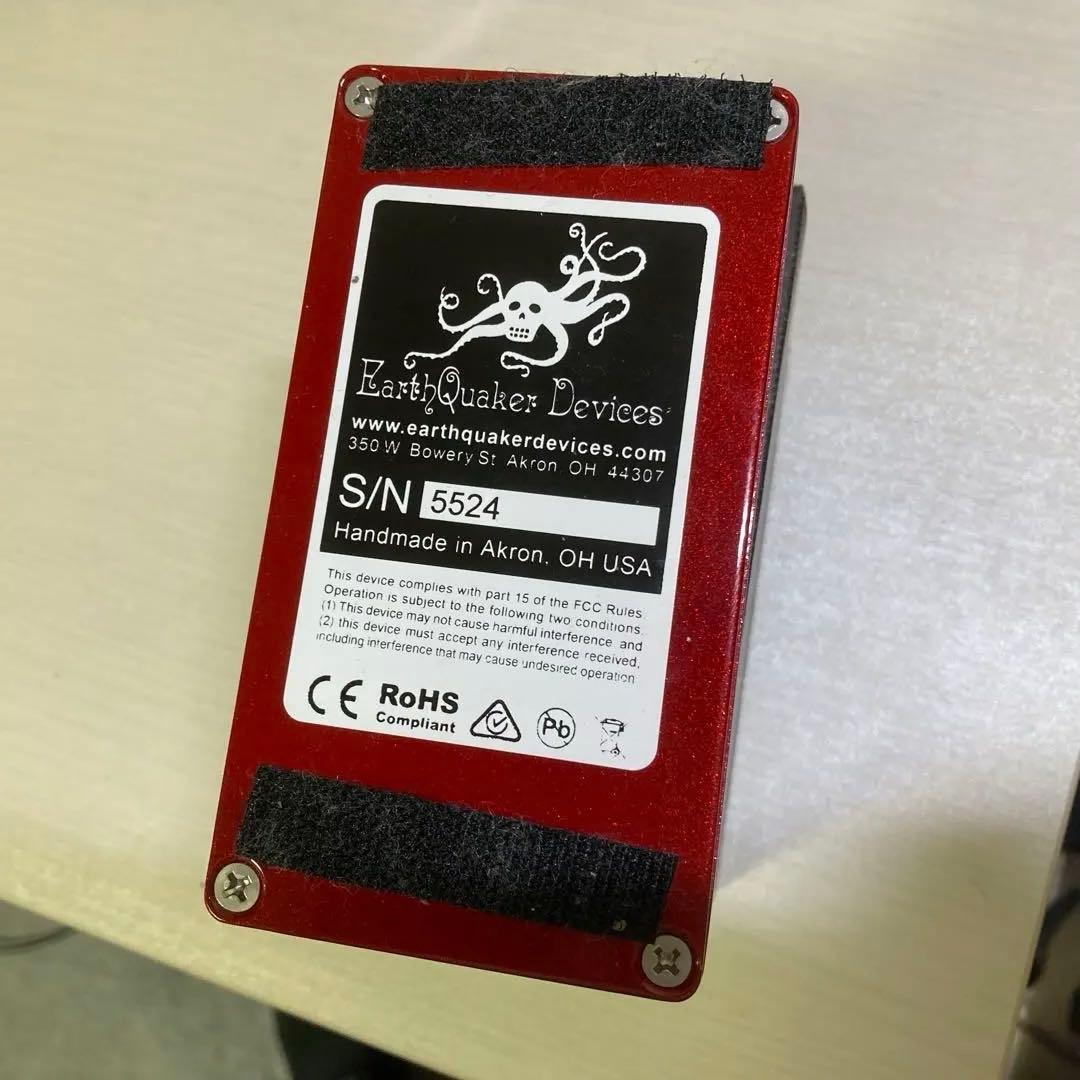 EarthQuaker Devices
www.earthquakerdevices.com
350 W Bowery St Akron OH 44307
S/N 5524
Handmade in Akron, OH USA
This device complies with part 15 of the FCC Rules
Operation is subject to the following two conditions
(1) This device may not cause harmful interference and
(2) this device must accept any interference received,
including interference that may cause undesired operation
CE RoHS
Compliant
Pb